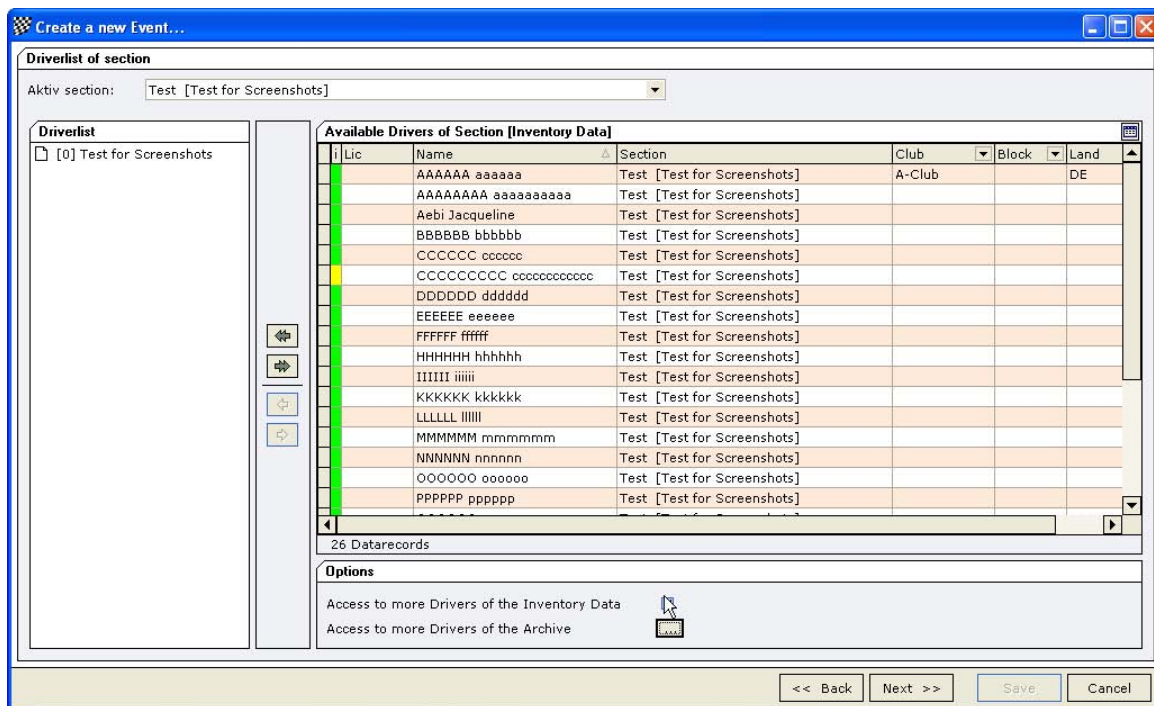 Create a new Event...
Driverlist of section
Aktiv section: Test [Test for Screenshots]
Driverlist
[0] Test for Screenshots
Available Drivers of Section [Inventory Data]
i Lic Name Section Club Block Land
AAAAAA aaaaaa Test [Test for Screenshots] A-Club DE
AAAAAAAA aaaaaaaaaa Test [Test for Screenshots]
Aebi Jacqueline Test [Test for Screenshots]
BBBBBB bbbbbb Test [Test for Screenshots]
CCCCCC cccccc Test [Test for Screenshots]
CCCCCCCCC cccccccccccc Test [Test for Screenshots]
DDDDDD dddddd Test [Test for Screenshots]
EEEEEE eeeeee Test [Test for Screenshots]
FFFFFF ffffff Test [Test for Screenshots]
HHHHHH hhhhhh Test [Test for Screenshots]
IIIIII iiiiii Test [Test for Screenshots]
KKKKKK kkkkkk Test [Test for Screenshots]
LLLLLL llllll Test [Test for Screenshots]
MMMMMM mmmmmm Test [Test for Screenshots]
NNNNNN nnnnnn Test [Test for Screenshots]
OOOOOO oooooo Test [Test for Screenshots]
PPPPPP pppppp Test [Test for Screenshots]
26 Datarecords
Options
Access to more Drivers of the Inventory Data
Access to more Drivers of the Archive ...
<< Back Next >> Save Cancel